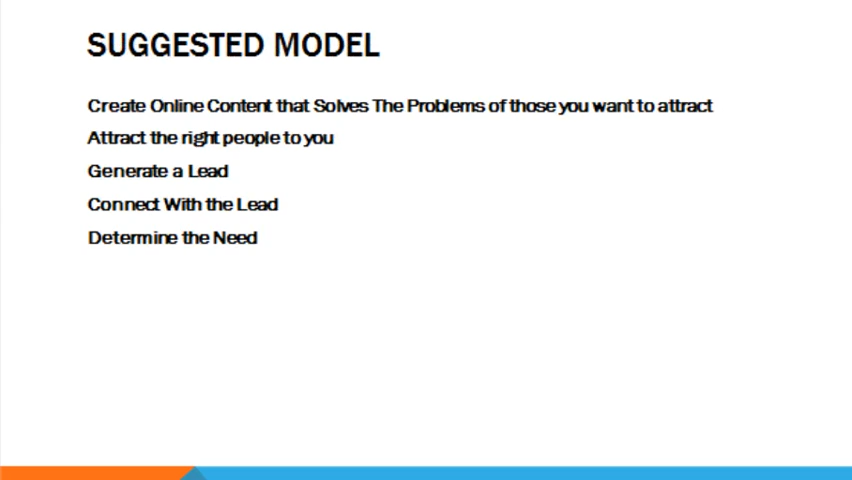 SUGGESTED MODEL
Create Online Content that Solves The Problems of those you want to attract
Attract the right people to you
Generate a Lead
Connect With the Lead
Determine the Need